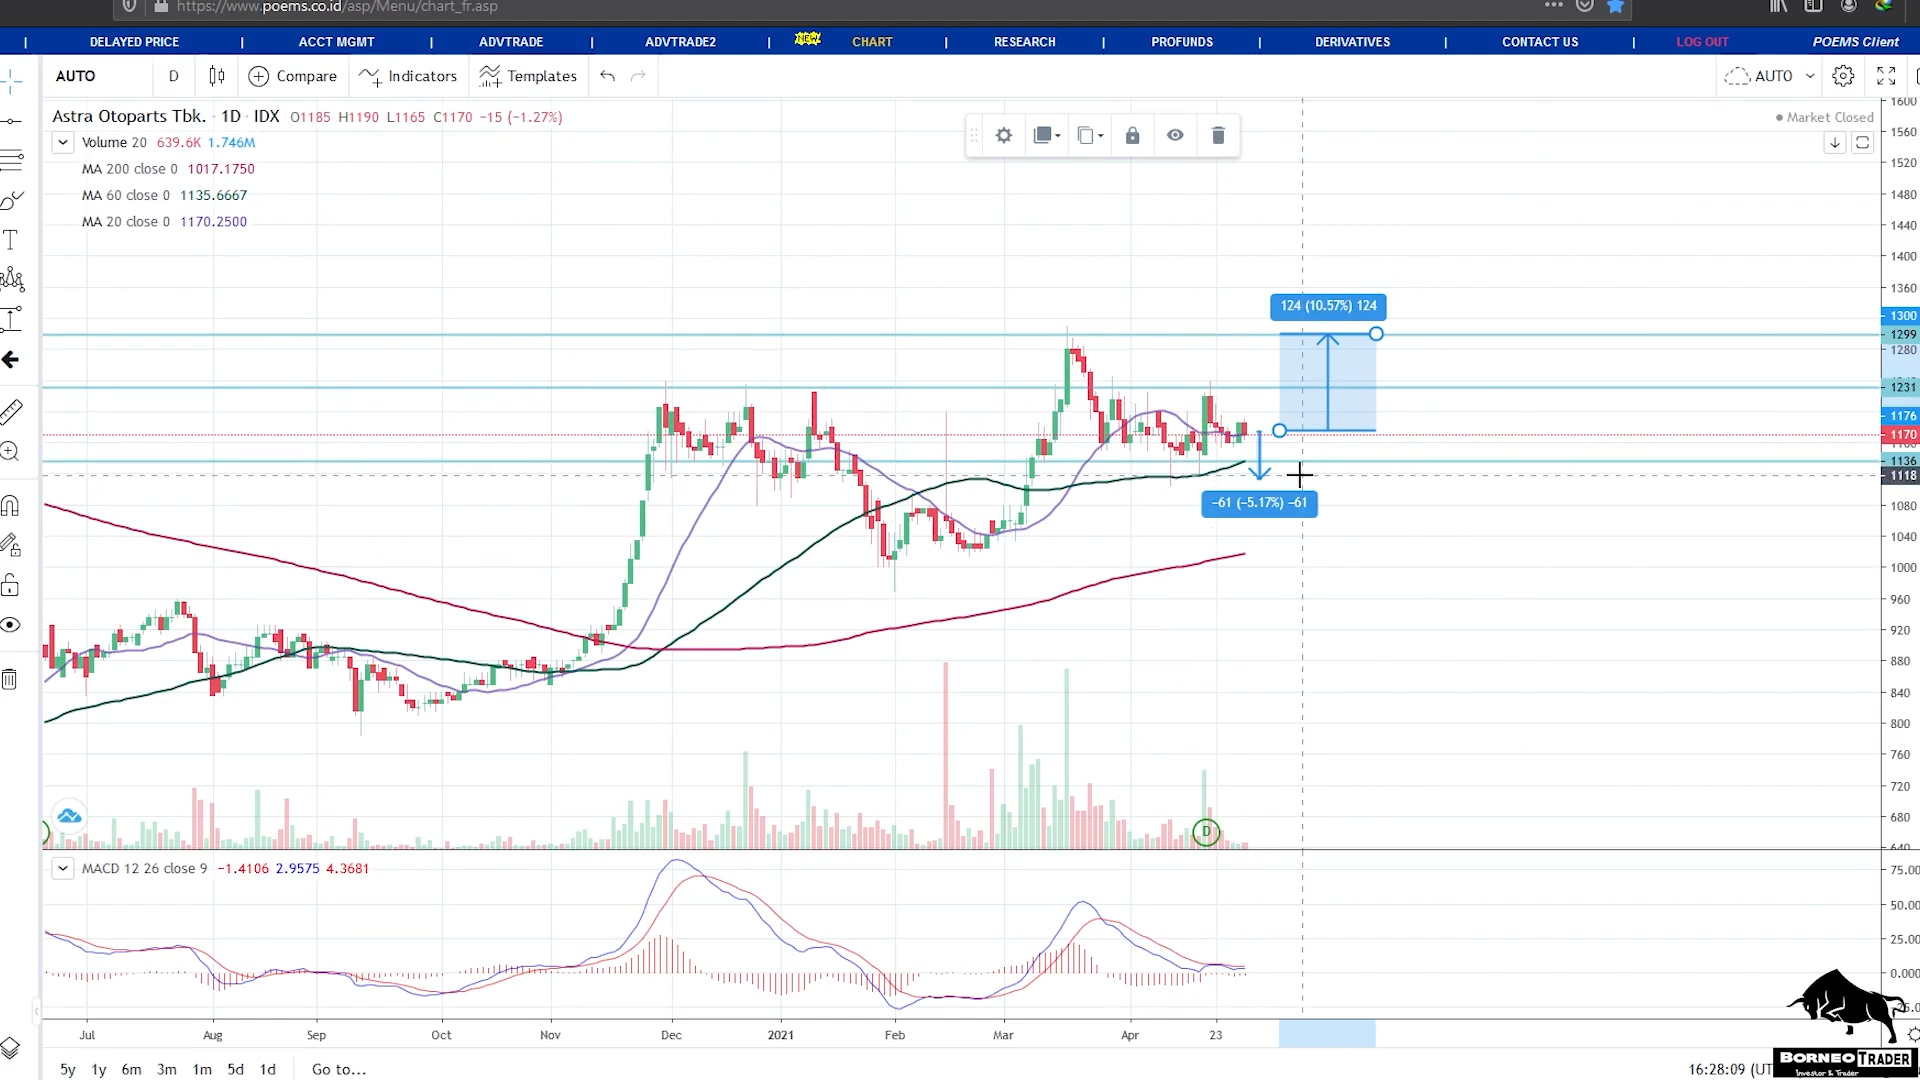 https://www.poems.co.id/asp/Menu/chart_fr.asp
| DELAYED PRICE | ACCT MGMT | ADVTRADE | ADVTRADE2 | NEW CHART | RESEARCH | PROFUNDS | DERIVATIVES | CONTACT US | LOG OUT POEMS Client
AUTO D Compare Indicators Templates AUTO
Astra Otoparts Tbk. · 1D · IDX O1185 H1190 L1165 C1170 −15 (−1.27%)
Market Closed
Volume 20 639.6K 1.746M
MA 200 close 0 1017.1750
MA 60 close 0 1135.6667
MA 20 close 0 1170.2500
124 (10.57%) 124
−61 (−5.17%) −61
1600
1560
1520
1480
1440
1400
1360
1300
1299
1280
1231
1176
1170
1136
1118
1080
1040
1000
960
920
880
840
800
760
720
680
640
D
MACD 12 26 close 9 −1.4106 2.9575 4.3681
75.00
50.00
25.00
0.000
Jul Aug Sep Oct Nov Dec 2021 Feb Mar Apr 23
5y 1y 6m 3m 1m 5d 1d Go to...
16:28:09 (UT
BORNEO TRADER
Investor & Trader